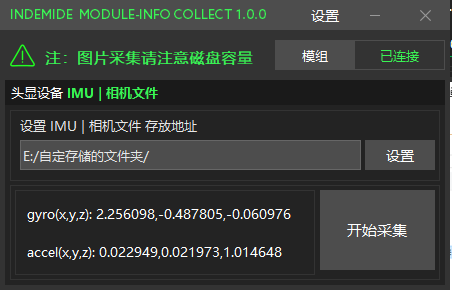 INDEMIDE MODULE-INFO COLLECT 1.0.0 设置
注：图片采集请注意磁盘容量 模组 已连接
头显设备 IMU | 相机文件
设置 IMU | 相机文件 存放地址
E:/自定存储的文件夹/ 设置
gyro(x,y,z): 2.256098,-0.487805,-0.060976
开始采集
accel(x,y,z): 0.022949,0.021973,1.014648